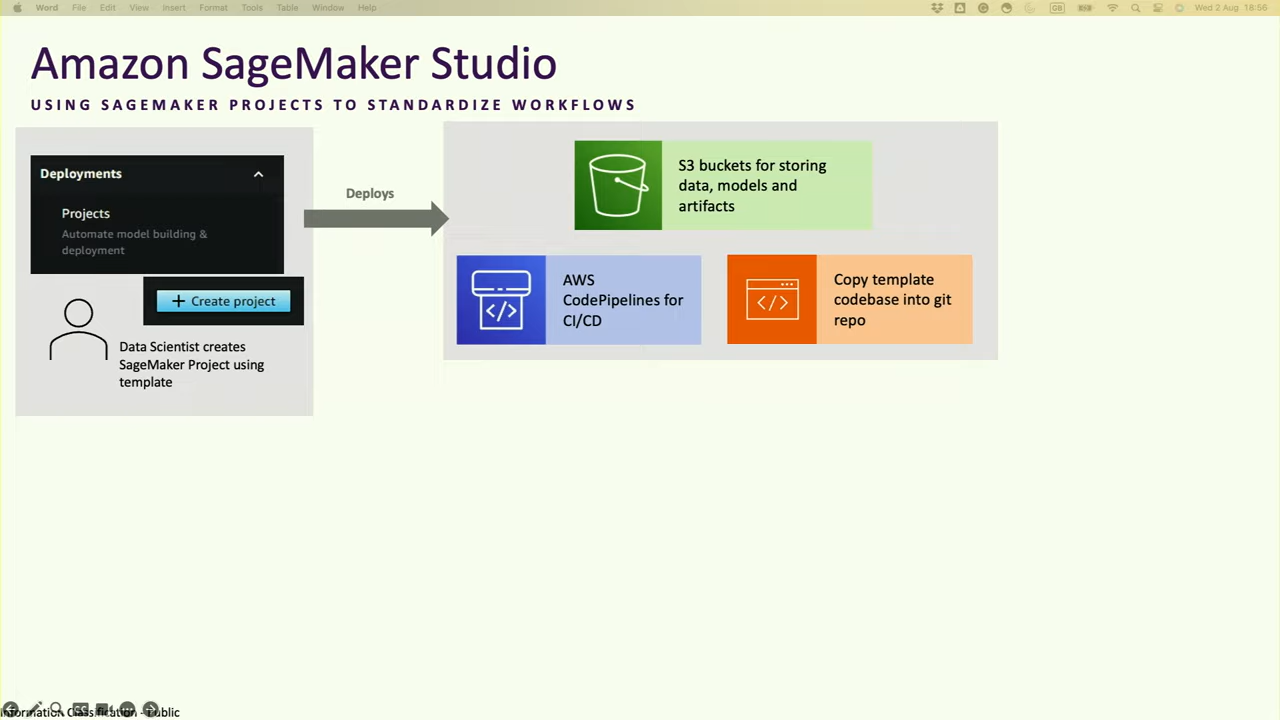 Word File Edit View Insert Format Tools Table Window Help
GB
Wed 2 Aug 18:56
Amazon SageMaker Studio
USING SAGEMAKER PROJECTS TO STANDARDIZE WORKFLOWS
Deployments
Projects
Automate model building &
deployment
+ Create project
Data Scientist creates
SageMaker Project using
template
Deploys
S3 buckets for storing
data, models and
artifacts
</>
AWS
CodePipelines for
CI/CD
</>
Copy template
codebase into git
repo
Information Classification - Public